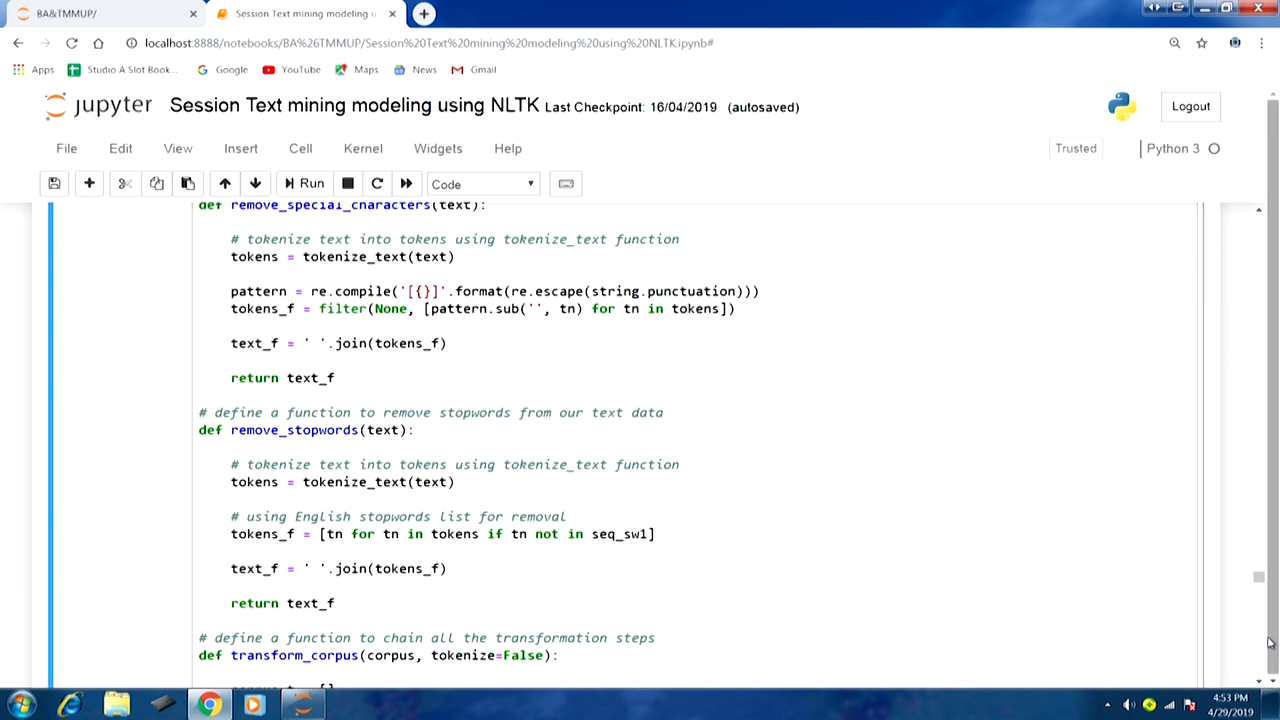 BA&TMMUP/
Session Text mining modeling u
localhost:8888/notebooks/BA%26TMMUP/Session%20Text%20mining%20modeling%20using%20NLTK.ipynb#
Apps Studio A Slot Book... Google YouTube Maps News Gmail
jupyter Session Text mining modeling using NLTK Last Checkpoint: 16/04/2019 (autosaved)
Logout
File Edit View Insert Cell Kernel Widgets Help Trusted Python 3
Run Code
def remove_special_characters(text):
# tokenize text into tokens using tokenize_text function
tokens = tokenize_text(text)
pattern = re.compile('[{}]'.format(re.escape(string.punctuation)))
tokens_f = filter(None, [pattern.sub('', tn) for tn in tokens])
text_f = ' '.join(tokens_f)
return text_f
# define a function to remove stopwords from our text data
def remove_stopwords(text):
# tokenize text into tokens using tokenize_text function
tokens = tokenize_text(text)
# using English stopwords list for removal
tokens_f = [tn for tn in tokens if tn not in seq_sw1]
text_f = ' '.join(tokens_f)
return text_f
# define a function to chain all the transformation steps
def transform_corpus(corpus, tokenize=False):
4:53 PM
4/29/2019